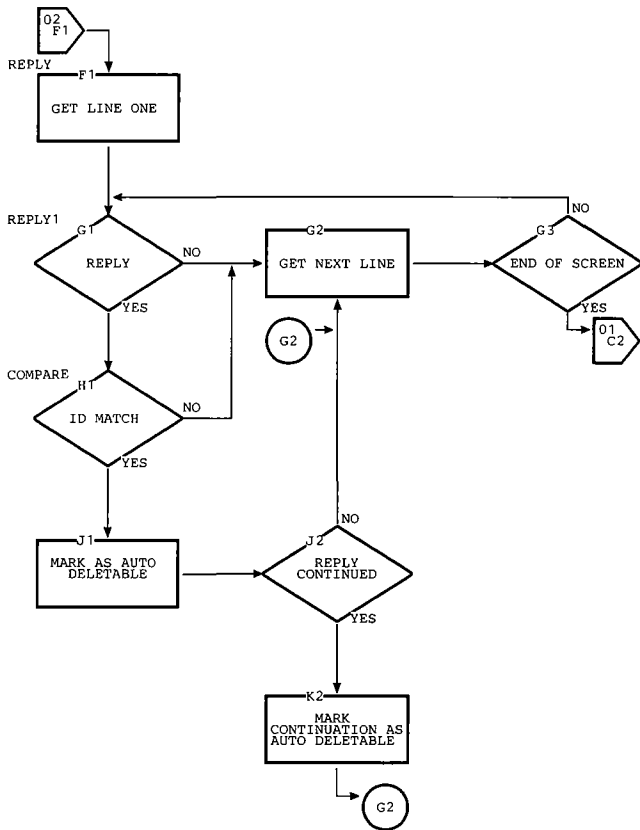 02
F1
REPLY
F1
GET LINE ONE
NO
REPLY1
G1
REPLY
NO
G2
GET NEXT LINE
G3
END OF SCREEN
YES
YES
G2
01
C2
COMPARE
H1
ID MATCH
NO
YES
NO
J1
MARK AS AUTO
DELETABLE
J2
REPLY
CONTINUED
YES
K2
MARK
CONTINUATION AS
AUTO DELETABLE
G2